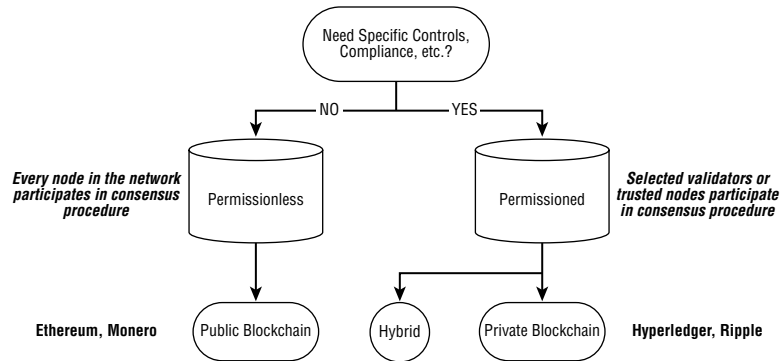 Need Specific Controls,
Compliance, etc.?
NO
YES
Every node in the network
participates in consensus
procedure
Permissionless
Permissioned
Selected validators or
trusted nodes participate
in consensus procedure
Ethereum, Monero
Public Blockchain
Hybrid
Private Blockchain
Hyperledger, Ripple